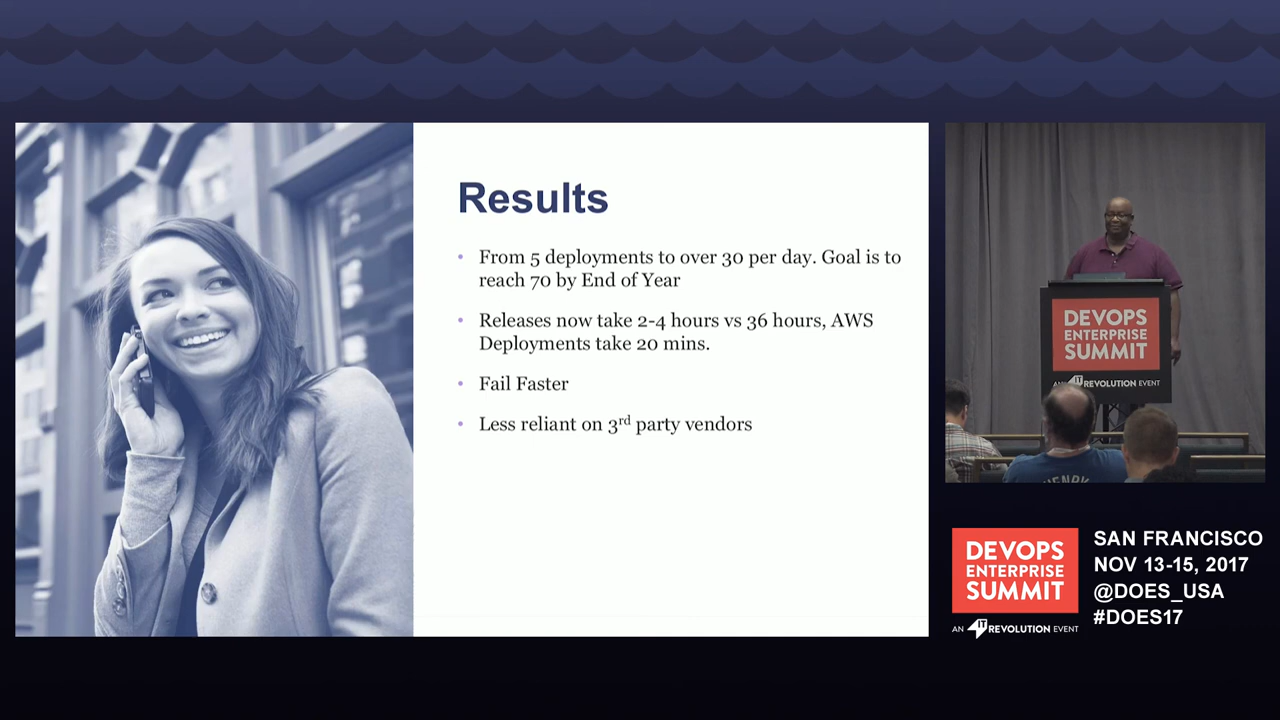 Results
• From 5 deployments to over 30 per day. Goal is to
reach 70 by End of Year
• Releases now take 2-4 hours vs 36 hours, AWS
Deployments take 20 mins.
• Fail Faster
• Less reliant on 3rd party vendors
DEVOPS
ENTERPRISE
SUMMIT
REVOLUTION EVENT
HENRY
DEVOPS
ENTERPRISE
SUMMIT
AN IT REVOLUTION EVENT
SAN FRANCISCO
NOV 13-15, 2017
@DOES_USA
#DOES17